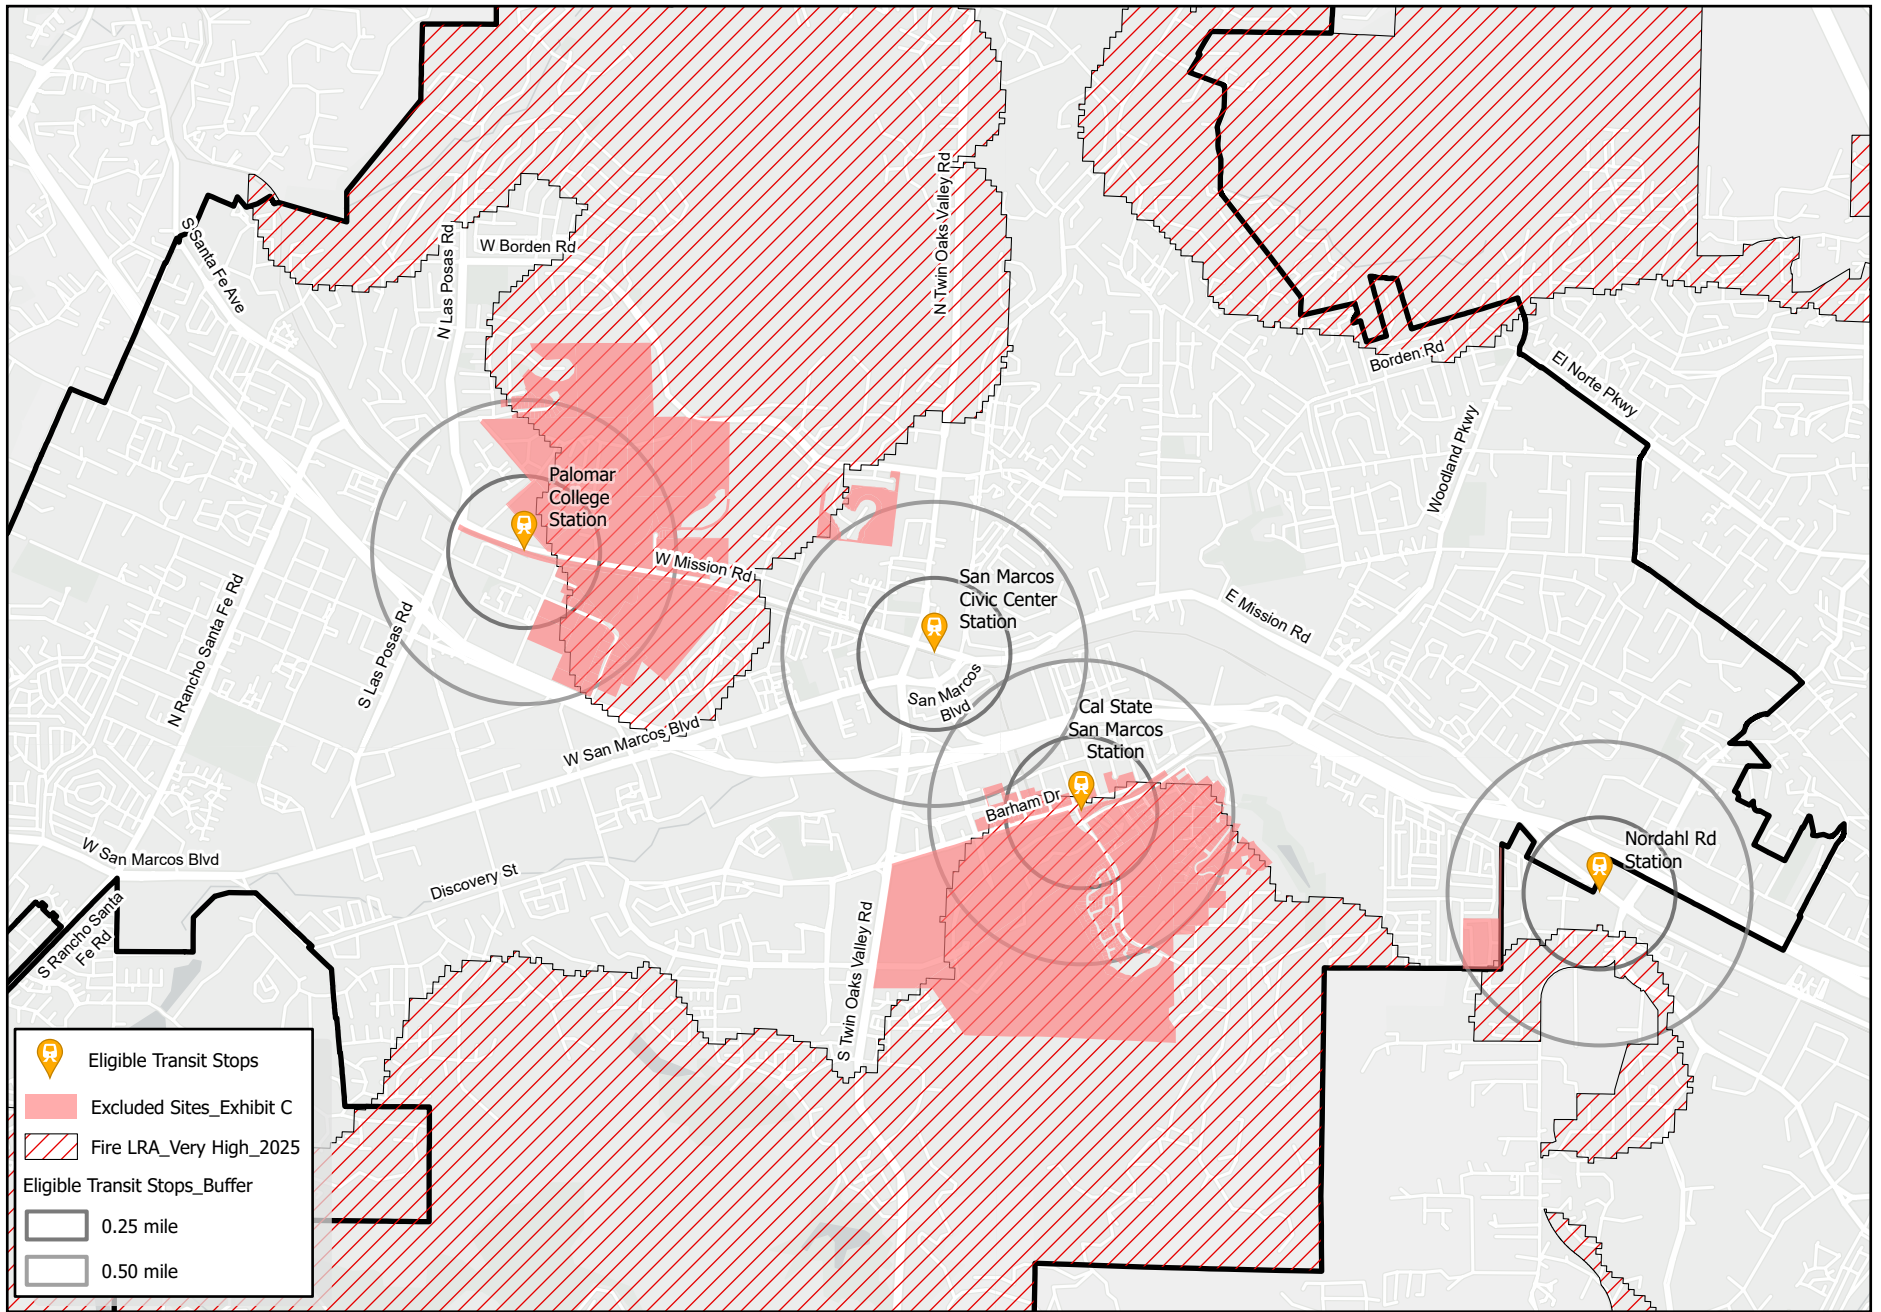 N Twin Oaks Valley Rd
S Santa Fe Ave
N Las Posas Rd
W Borden Rd
Borden Rd
El Norte Pkwy
Woodland Pkwy
Palomar
College
Station
W Mission Rd
San Marcos
Civic Center
Station
E Mission Rd
N Rancho Santa Fe Rd
S Las Posas Rd
San Marcos
Blvd
Cal State
San Marcos
Station
W San Marcos Blvd
Barham Dr
Nordahl Rd
Station
W San Marcos Blvd
Discovery St
S Rancho Santa
Fe Rd
S Twin Oaks Valley Rd
Eligible Transit Stops
Excluded Sites_Exhibit C
Fire LRA_Very High_2025
Eligible Transit Stops_Buffer
0.25 mile
0.50 mile